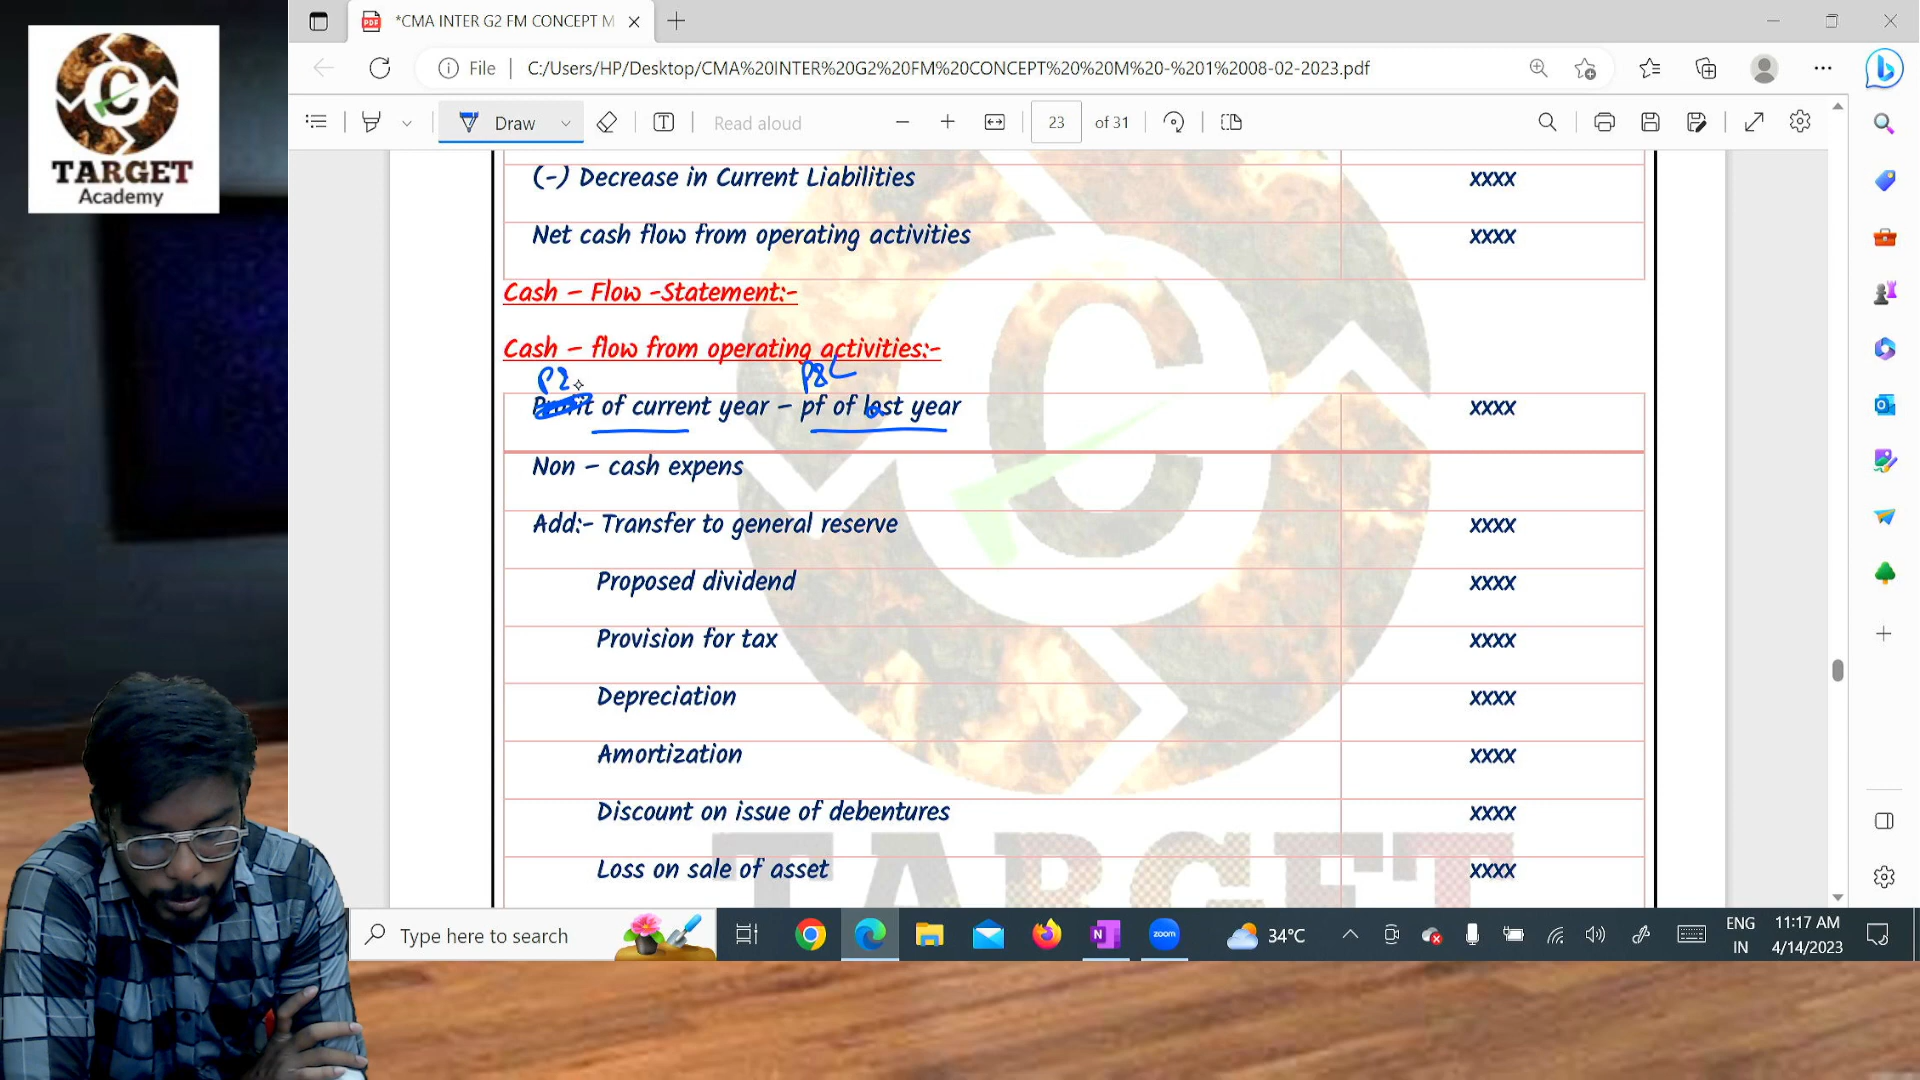 *CMA INTER G2 FM CONCEPT M
File
C:/Users/HP/Desktop/CMA%20INTER%20G2%20FM%20CONCEPT%20%20M%20-%201%2008-02-2023.pdf
Draw
Read aloud
23 of 31
TARGET
Academy
(-) Decrease in Current Liabilities xxxx
Net cash flow from operating activities xxxx
Cash – Flow -Statement:-
Cash – flow from operating activities:-
P&L
Profit of current year – pf of last year xxxx
Non – cash expens
Add:- Transfer to general reserve xxxx
Proposed dividend xxxx
Provision for tax xxxx
Depreciation xxxx
Amortization xxxx
Discount on issue of debentures xxxx
Loss on sale of asset xxxx
TARGET
Type here to search
zoom
34°C
ENG
IN
11:17 AM
4/14/2023